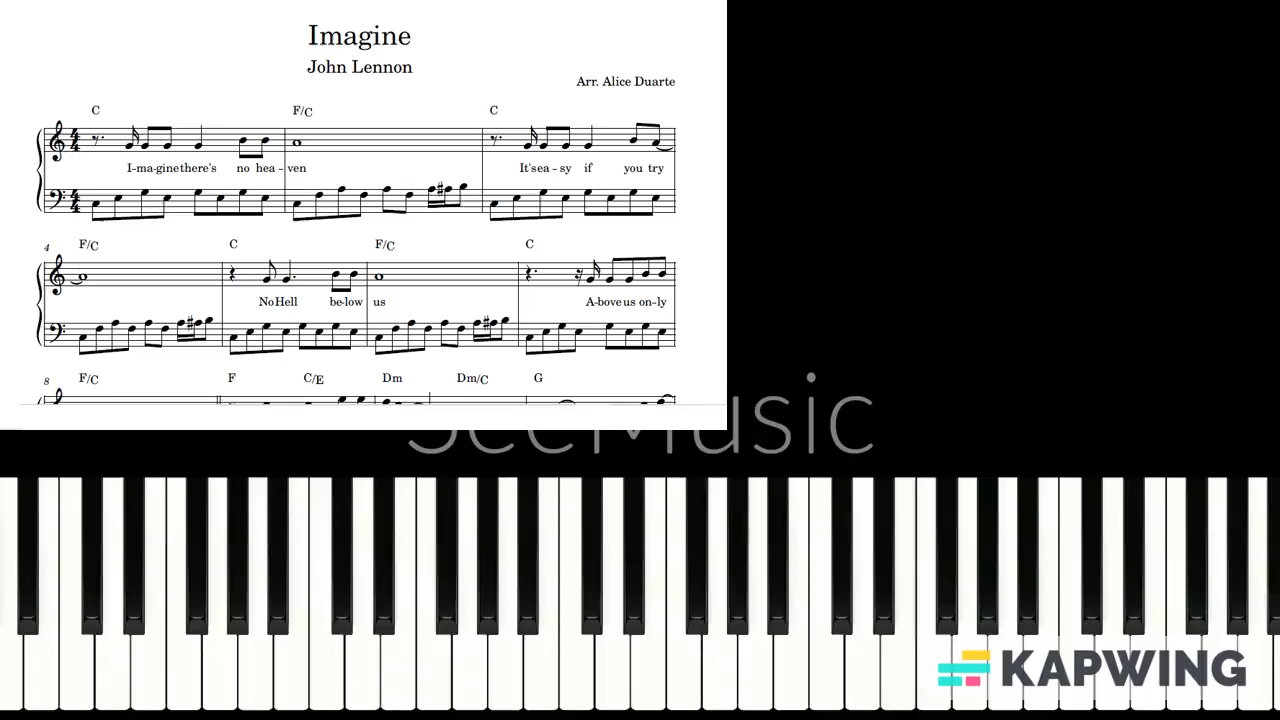 Imagine
John Lennon
Arr. Alice Duarte
C F/C C
I-ma-gine there's no hea-ven It's ea-sy if you try
4 F/C C F/C C
No Hell be-low us A-bove us on-ly
8 F/C F C/E Dm Dm/C G
SeeMusic
KAPWING